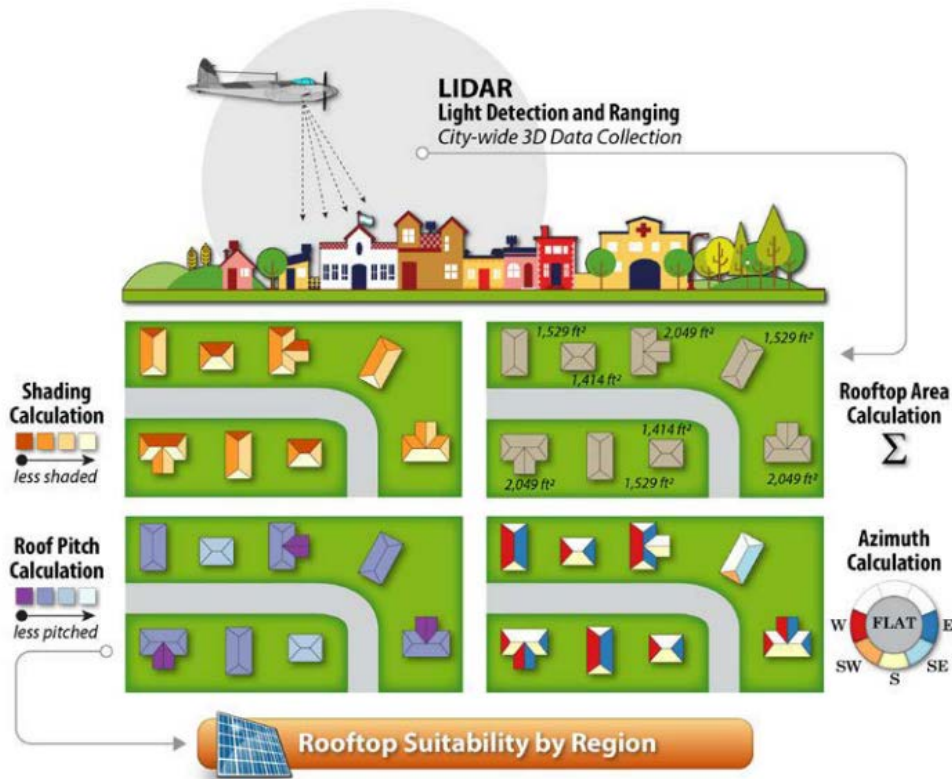 LIDAR
Light Detection and Ranging
City-wide 3D Data Collection
Shading
Calculation
less shaded
1,529 ft²
2,049 ft²
1,529 ft²
1,414 ft²
1,414 ft²
2,049 ft²
1,529 ft²
2,049 ft²
Rooftop Area
Calculation
Σ
Roof Pitch
Calculation
less pitched
Azimuth
Calculation
FLAT
W
E
SW
SE
S
Rooftop Suitability by Region